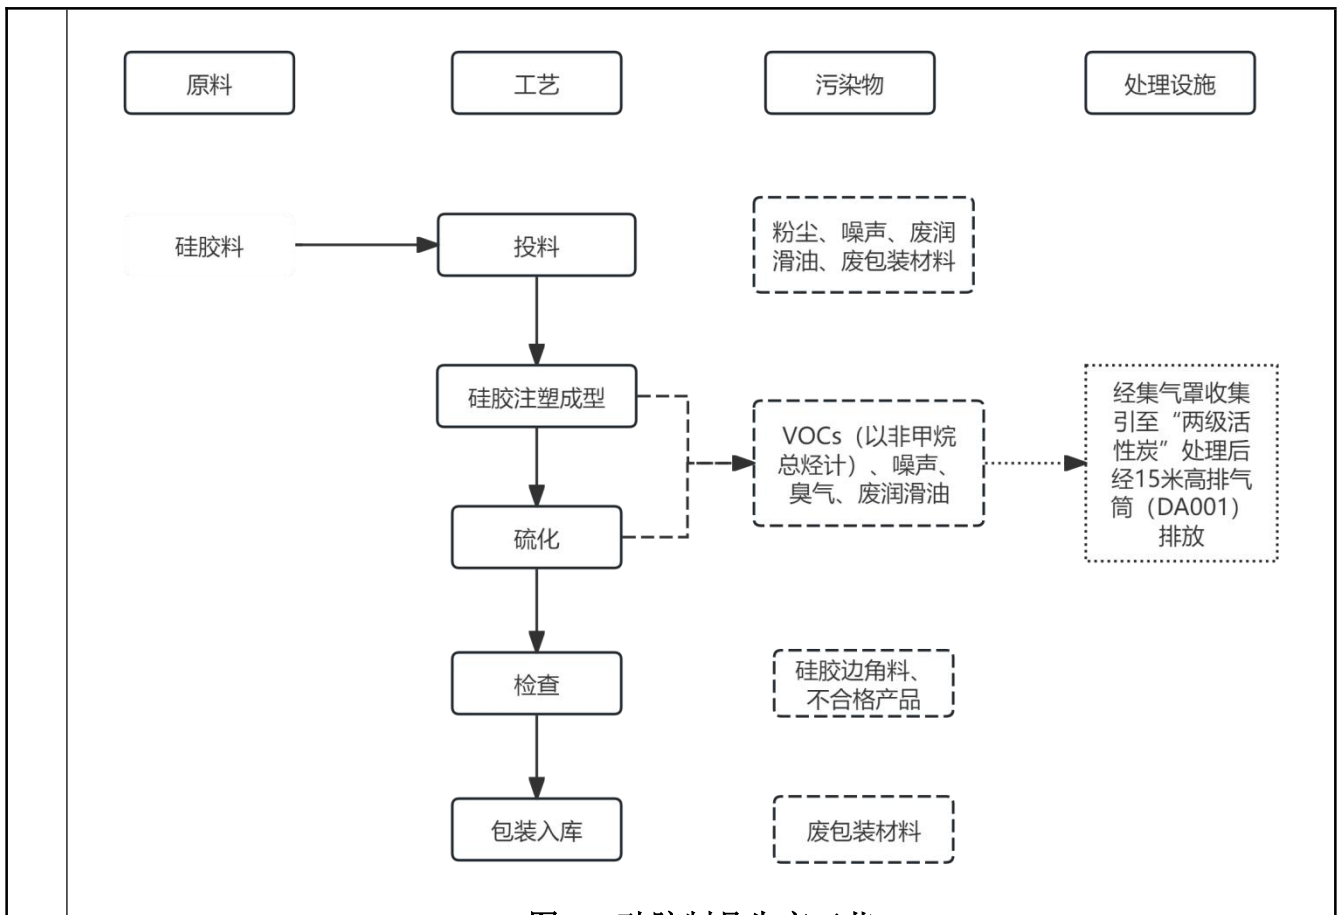 原料
工艺
污染物
处理设施
硅胶料
投料
粉尘、噪声、废润
滑油、废包装材料
硅胶注塑成型
VOCs（以非甲烷
总烃计）、噪声、
臭气、废润滑油
经集气罩收集
引至“两级活
性炭”处理后
经15米高排气
筒（DA001）
排放
硫化
检查
硅胶边角料、
不合格产品
包装入库
废包装材料